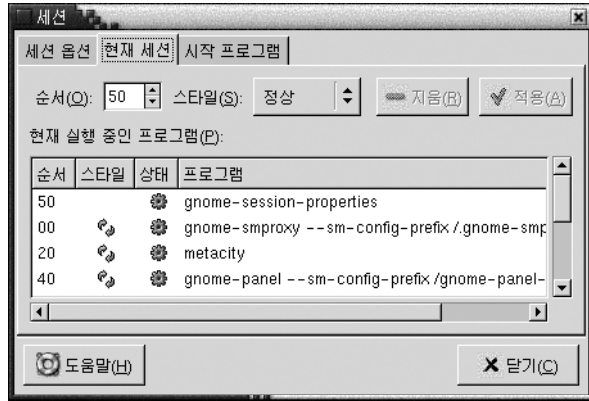 세션
세션 옵션 현재 세션 시작 프로그램
순서(O): 50 스타일(S): 정상 지움(R) 적용(A)
현재 실행 중인 프로그램(P):
순서 스타일 상태 프로그램
50 gnome-session-properties
00 gnome-smproxy --sm-config-prefix /.gnome-smp
20 metacity
40 gnome-panel --sm-config-prefix /gnome-panel-
도움말(H) 닫기(C)